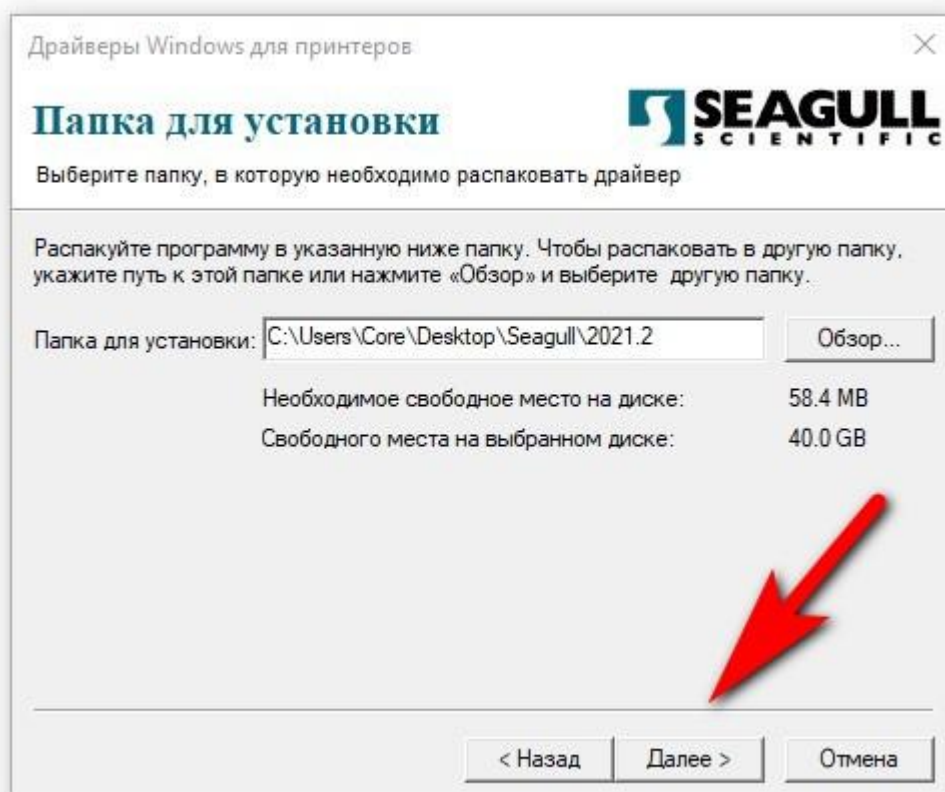 Драйверы Windows для принтеров
Папка для установки
SEAGULL
SCIENTIFIC
Выберите папку, в которую необходимо распаковать драйвер
Распакуйте программу в указанную ниже папку. Чтобы распаковать в другую папку,
укажите путь к этой папке или нажмите «Обзор» и выберите другую папку.
Папка для установки: C:\Users\Core\Desktop\Seagull\2021.2 Обзор...
Необходимое свободное место на диске: 58.4 MB
Свободного места на выбранном диске: 40.0 GB
< Назад Далее > Отмена